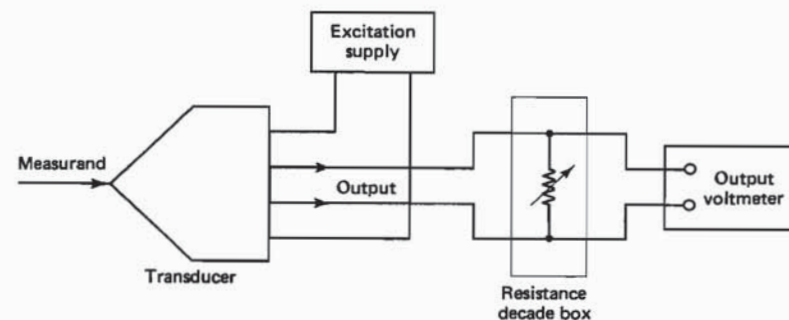 Excitation
supply
Measurand
Output
Transducer
Resistance
decade box
Output
voltmeter